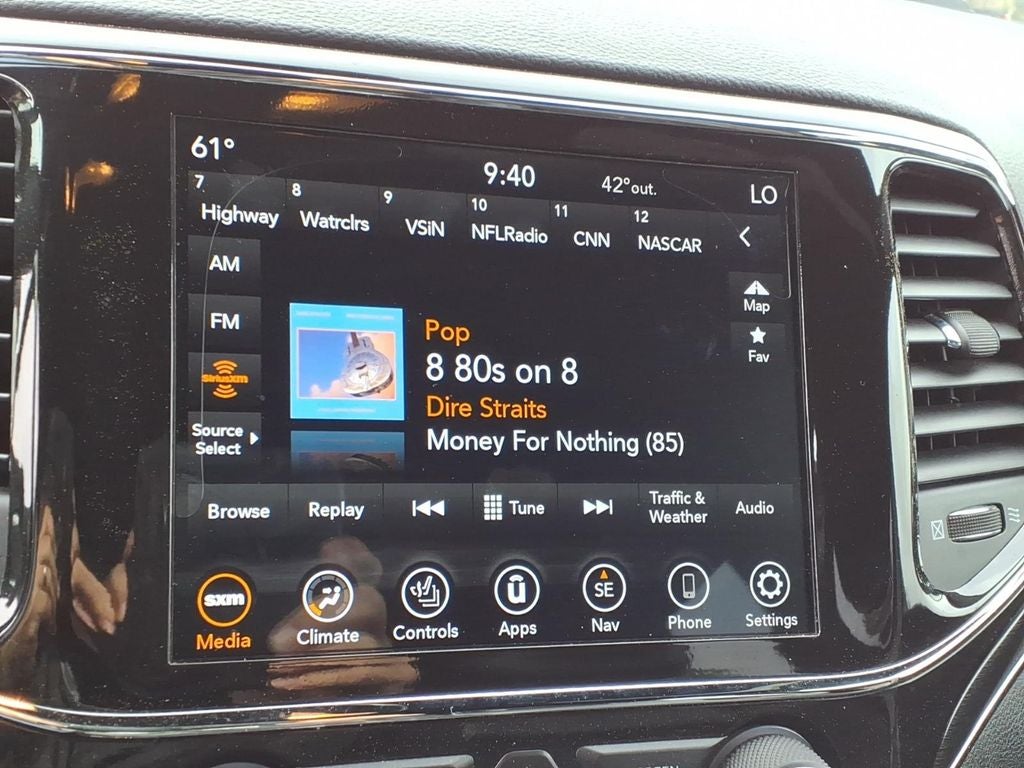 61°
9:40
42°out.
LO
7 Highway
8 Watrclrs
9 VSiN
10 NFLRadio
11 CNN
12 NASCAR
AM
FM
SiriusXM
Source
Select
Map
Fav
Pop
8 80s on 8
Dire Straits
Money For Nothing (85)
Browse
Replay
Tune
Traffic &
Weather
Audio
sxm
Media
Climate
Controls
u
Apps
SE
Nav
Phone
Settings